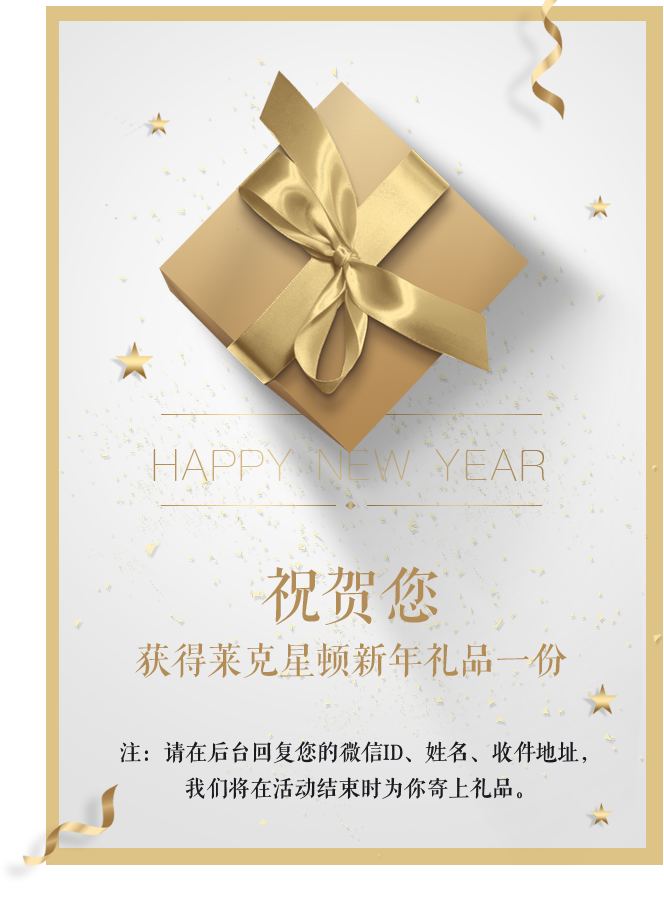 HAPPY NEW YEAR
祝贺您
获得莱克星顿新年礼品一份
注：请在后台回复您的微信ID、姓名、收件地址，
我们将在活动结束时为你寄上礼品。